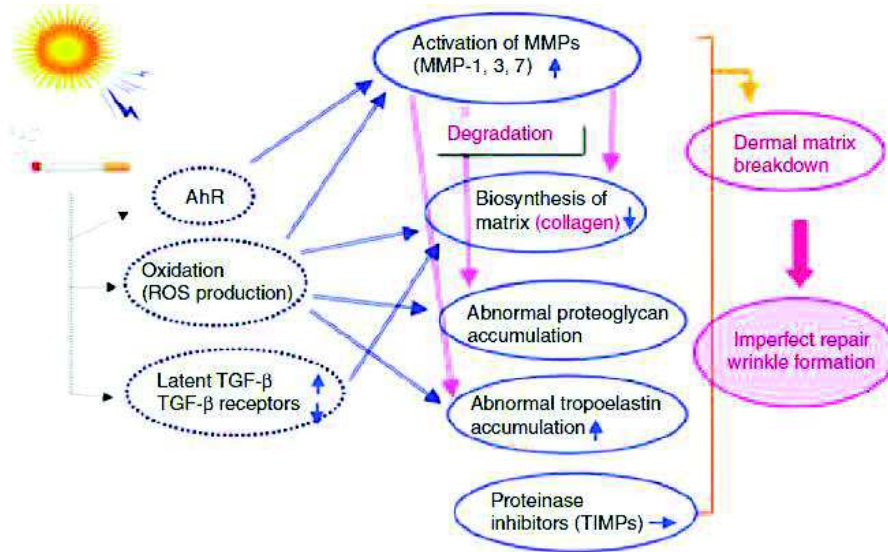 Activation of MMPs
(MMP-1, 3, 7)
Degradation
Dermal matrix
breakdown
AhR
Biosynthesis of
matrix (collagen)
Oxidation
(ROS production)
Abnormal proteoglycan
accumulation
Imperfect repair
wrinkle formation
Latent TGF-β
TGF-β receptors
Abnormal tropoelastin
accumulation
Proteinase
inhibitors (TIMPs)